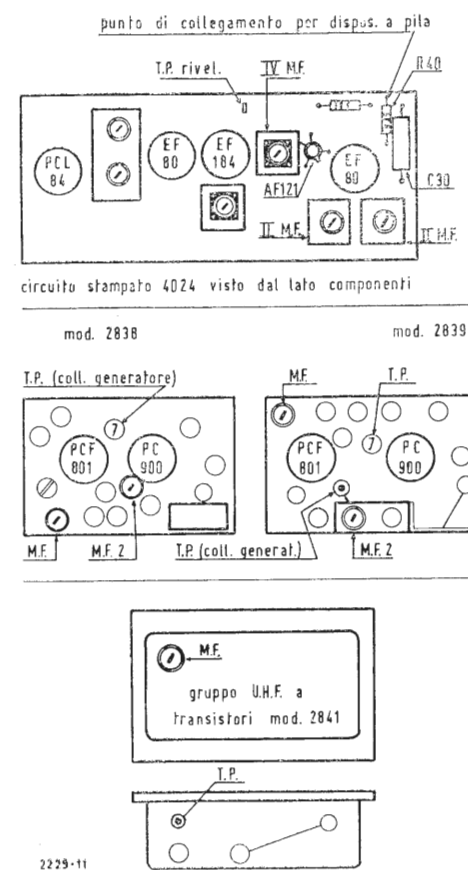 punto di collegamento per dispos. a pila
T.P. rivel.
IV M.F.
R40
PCL
84
EF
80
EF
184
AF121
EF
80
C30
II M.F.
II M.F.
circuito stampato 4024 visto dal lato componenti
mod. 2838
mod. 2839
T.P. (coll. generatore)
M.F.
T.P.
7
PCF
801
PC
900
7
PCF
801
PC
900
M.F.
M.F. 2
T.P. (coll. generat.)
M.F. 2
M.F.
gruppo U.H.F. a
transistori mod. 2841
T.P.
2229-11